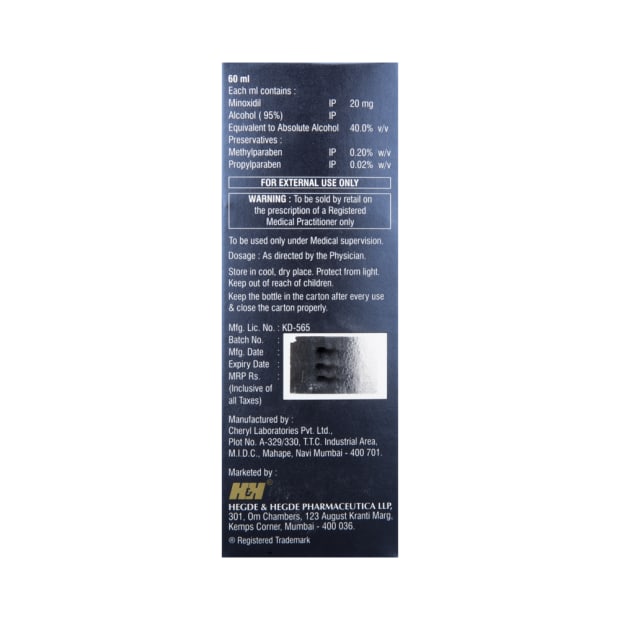 60 ml
Each ml contains :
Minoxidil IP 20 mg
Alcohol ( 95%) IP
Equivalent to Absolute Alcohol 40.0% v/v
Preservatives :
Methylparaben IP 0.20% w/v
Propylparaben IP 0.02% w/v
FOR EXTERNAL USE ONLY
WARNING : To be sold by retail on
the prescription of a Registered
Medical Practitioner only
To be used only under Medical supervision.
Dosage : As directed by the Physician.
Store in cool, dry place. Protect from light.
Keep out of reach of children.
Keep the bottle in the carton after every use
& close the carton properly.
Mfg. Lic. No. : KD-565
Batch No. :
Mfg. Date :
Expiry Date :
MRP Rs. :
(Inclusive of
all Taxes)
Manufactured by :
Cheryl Laboratories Pvt. Ltd.,
Plot No. A-329/330, T.T.C. Industrial Area,
M.I.D.C., Mahape, Navi Mumbai - 400 701.
Marketed by :
H&H ®
HEGDE & HEGDE PHARMACEUTICA LLP,
301, Om Chambers, 123 August Kranti Marg,
Kemps Corner, Mumbai - 400 036.
® Registered Trademark